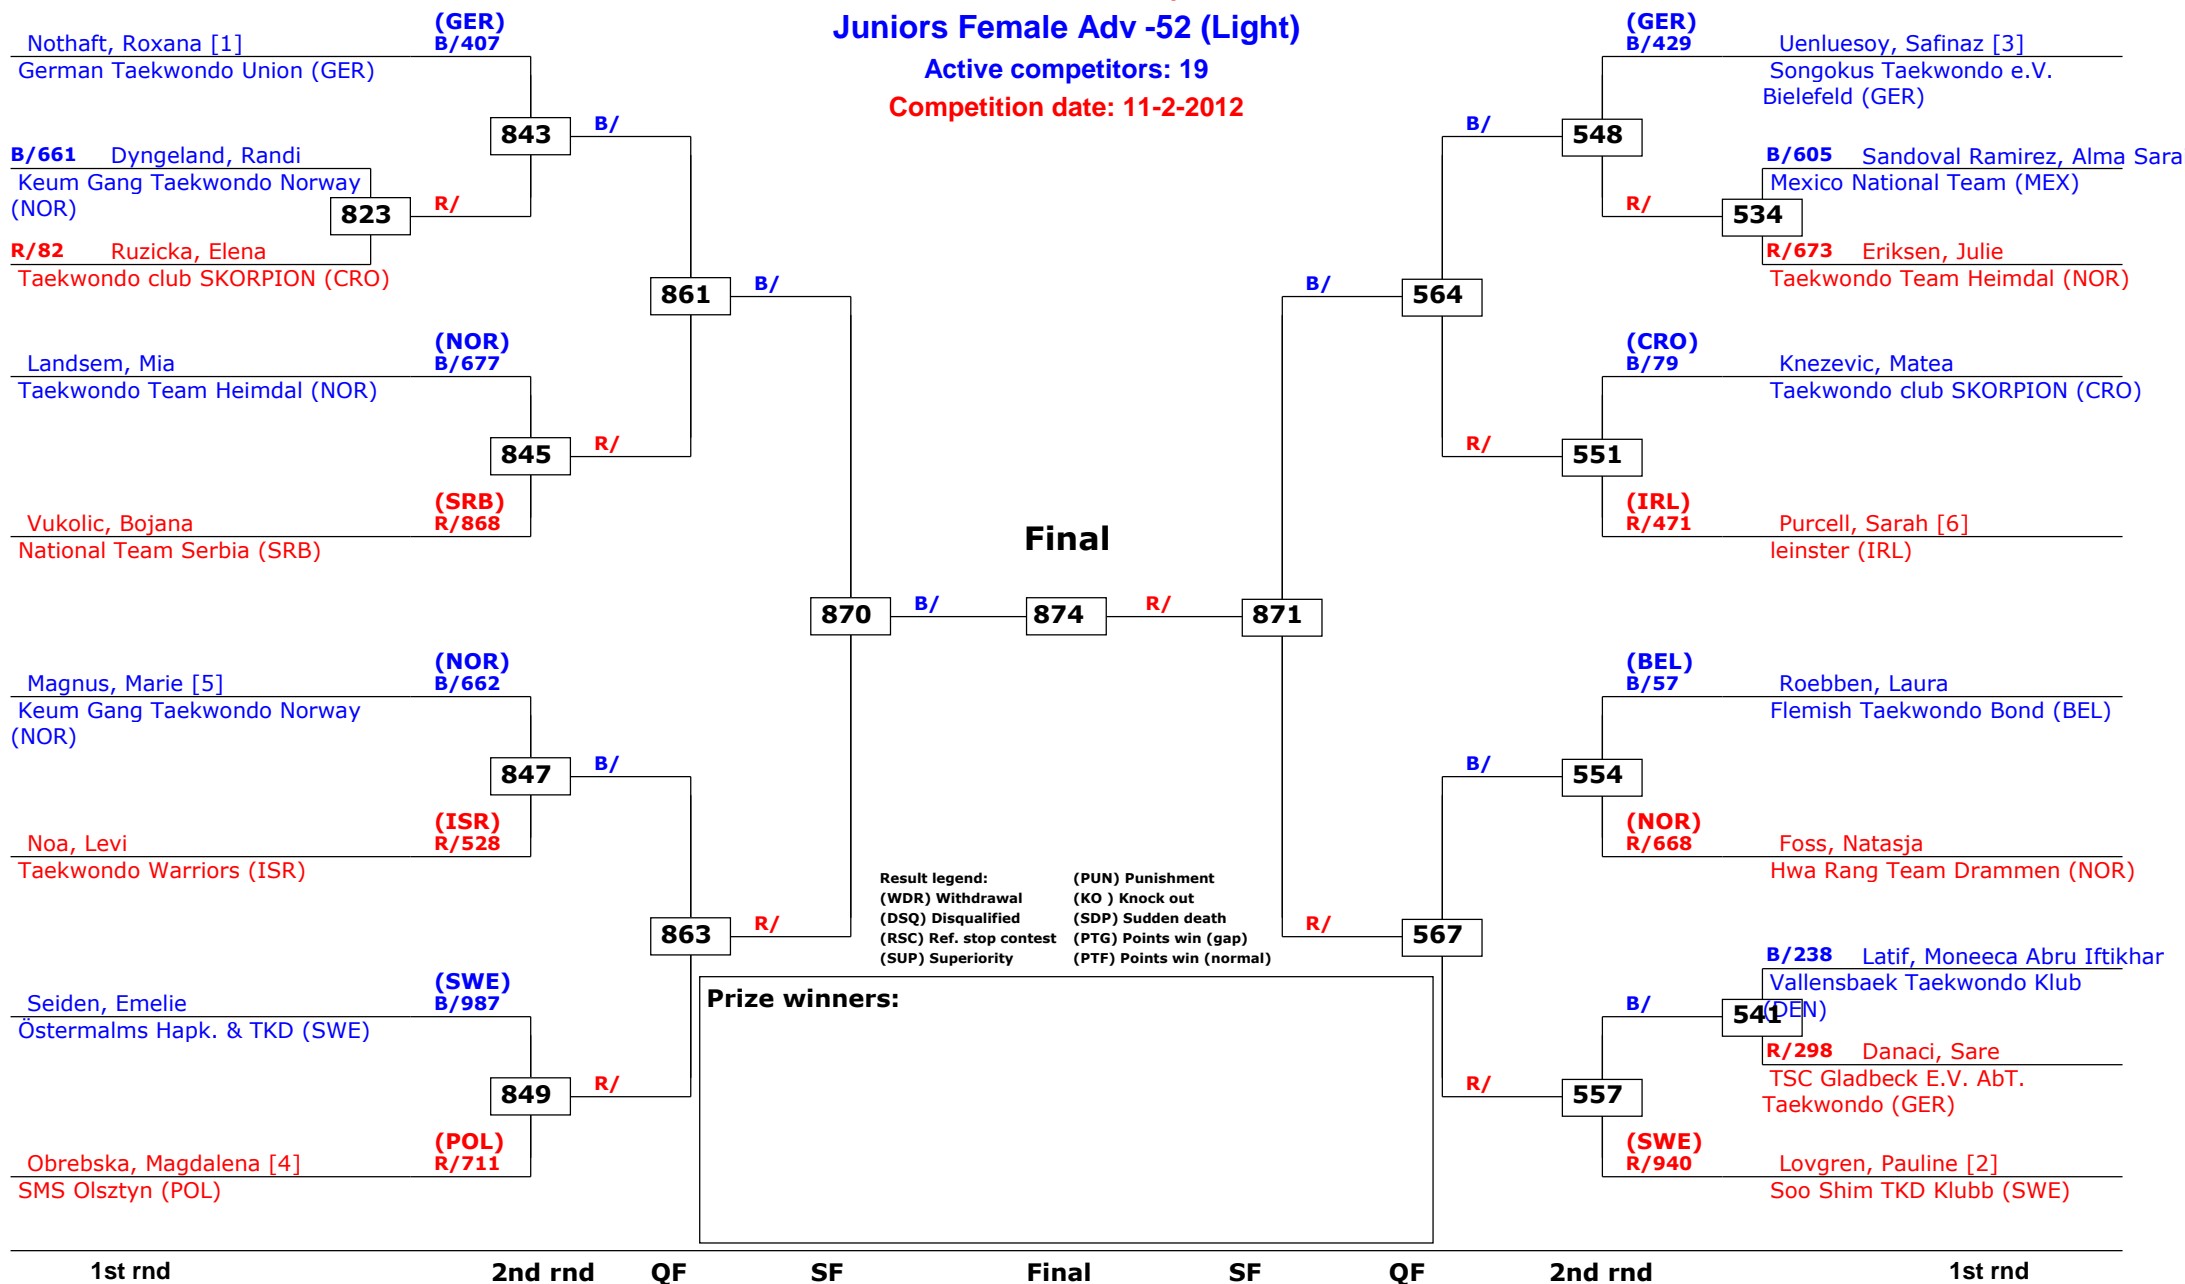 Juniors Female Adv -52 (Light)
Active competitors: 19
Competition date: 11-2-2012
(GER)
Nothaft, Roxana [1] B/407
German Taekwondo Union (GER)
843
B/
B/661 Dyngeland, Randi
Keum Gang Taekwondo Norway
(NOR)
823
R/
R/82 Ruzicka, Elena
Taekwondo club SKORPION (CRO)
861
B/
(NOR)
Landsem, Mia B/677
Taekwondo Team Heimdal (NOR)
845
R/
(SRB)
Vukolic, Bojana R/868
National Team Serbia (SRB)
870
B/
(NOR)
Magnus, Marie [5] B/662
Keum Gang Taekwondo Norway
(NOR)
847
B/
(ISR)
Noa, Levi R/528
Taekwondo Warriors (ISR)
863
R/
(SWE)
Seiden, Emelie B/987
Östermalms Hapk. & TKD (SWE)
849
R/
(POL)
Obrebska, Magdalena [4] R/711
SMS Olsztyn (POL)
Final
874
R/
871
(GER)
B/429 Uenluesoy, Safinaz [3]
Songokus Taekwondo e.V.
Bielefeld (GER)
B/
548
B/605 Sandoval Ramirez, Alma Sara
Mexico National Team (MEX)
R/
534
R/673 Eriksen, Julie
Taekwondo Team Heimdal (NOR)
B/
564
(CRO)
B/79 Knezevic, Matea
Taekwondo club SKORPION (CRO)
R/
551
(IRL)
R/471 Purcell, Sarah [6]
leinster (IRL)
(BEL)
B/57 Roebben, Laura
Flemish Taekwondo Bond (BEL)
B/
554
(NOR)
R/668 Foss, Natasja
Hwa Rang Team Drammen (NOR)
R/
567
B/238 Latif, Moneeca Abru Iftikhar
Vallensbaek Taekwondo Klub
(DEN)
B/
541
R/298 Danaci, Sare
TSC Gladbeck E.V. AbT.
Taekwondo (GER)
R/
557
(SWE)
R/940 Lovgren, Pauline [2]
Soo Shim TKD Klubb (SWE)
Result legend: (PUN) Punishment
(WDR) Withdrawal (KO ) Knock out
(DSQ) Disqualified (SDP) Sudden death
(RSC) Ref. stop contest (PTG) Points win (gap)
(SUP) Superiority (PTF) Points win (normal)
Prize winners:
1st rnd 2nd rnd QF SF Final SF QF 2nd rnd 1st rnd